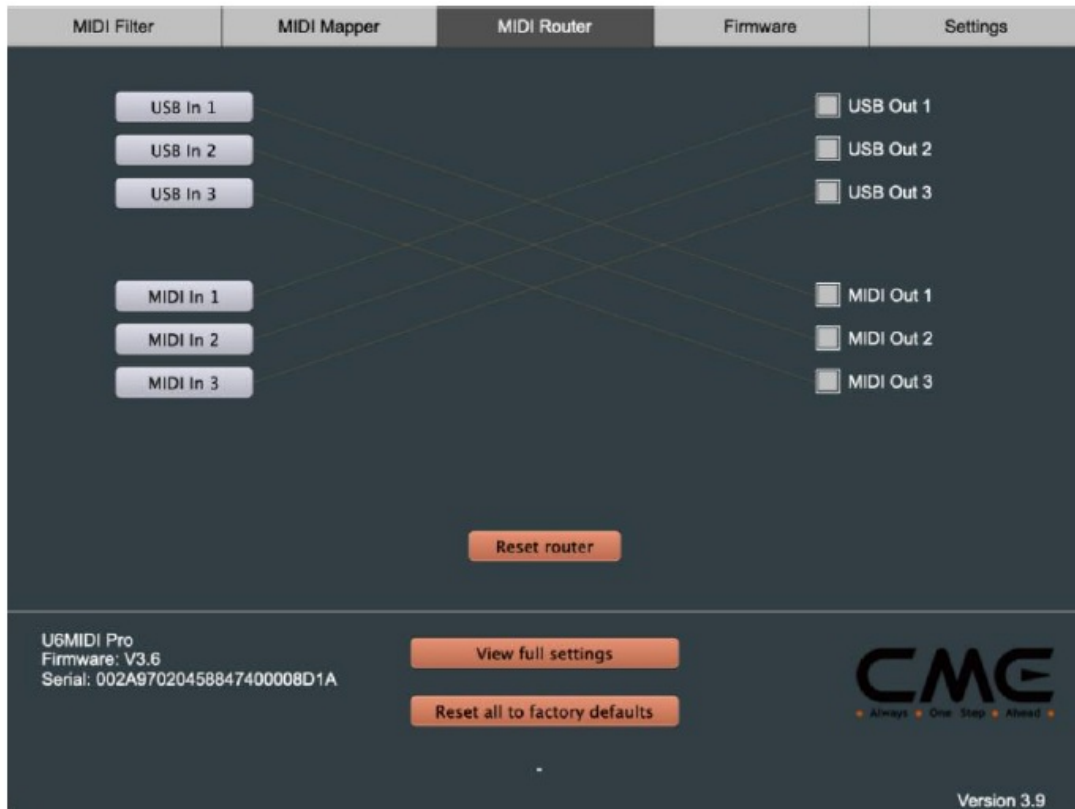 MIDI Filter MIDI Mapper MIDI Router Firmware Settings
USB In 1 USB Out 1
USB In 2 USB Out 2
USB In 3 USB Out 3
MIDI In 1 MIDI Out 1
MIDI In 2 MIDI Out 2
MIDI In 3 MIDI Out 3
Reset router
U6MIDI Pro
Firmware: V3.6
Serial: 002A97020458847400008D1A
View full settings
Reset all to factory defaults
CME
Always One Step Ahead
-
Version 3.9